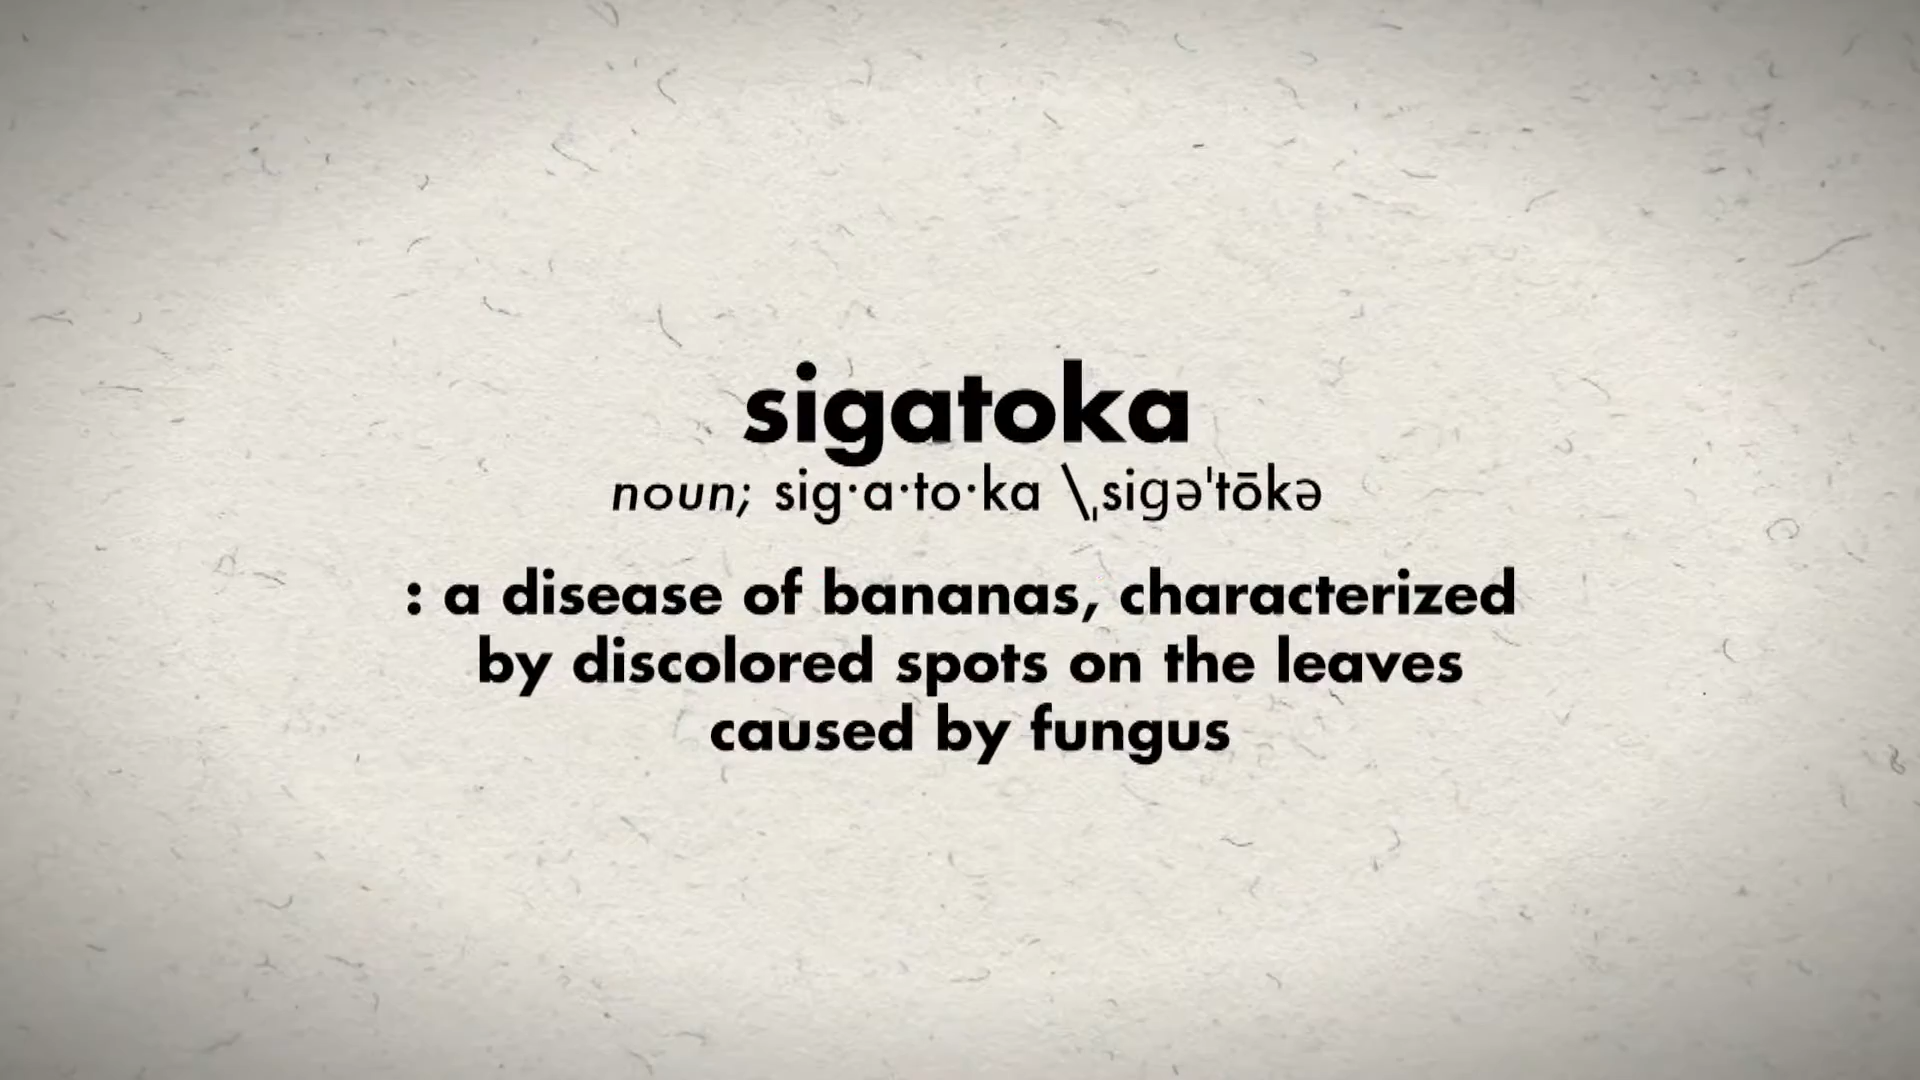 sigatoka
noun; sig·a·to·ka \ˌsigəˈtōkə
: a disease of bananas, characterized
by discolored spots on the leaves
caused by fungus